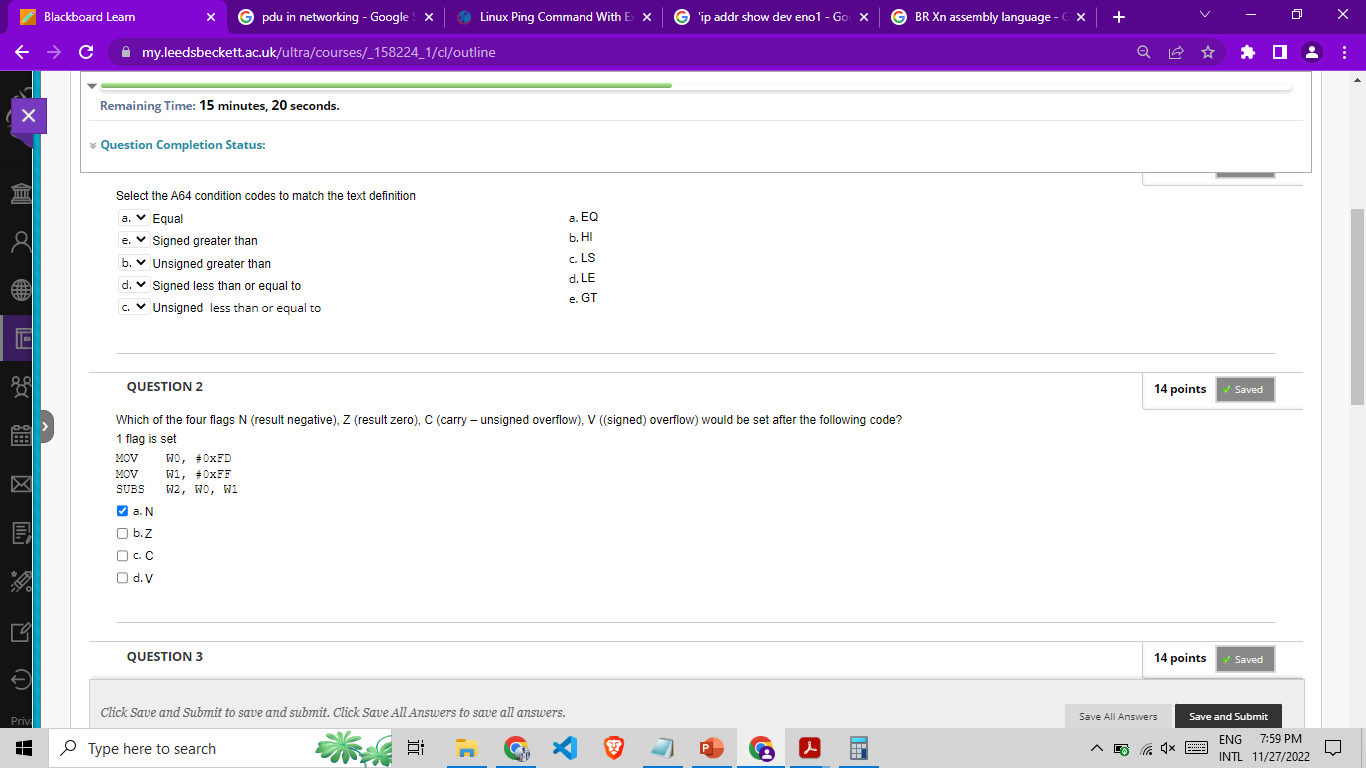 Blackboard Learn
pdu in networking - Google S
Linux Ping Command With E
'ip addr show dev eno1 - Go
BR Xn assembly language - G
my.leedsbeckett.ac.uk/ultra/courses/_158224_1/cl/outline
Remaining Time: 15 minutes, 20 seconds.
Question Completion Status:
Select the A64 condition codes to match the text definition
a. Equal
e. Signed greater than
b. Unsigned greater than
d. Signed less than or equal to
c. Unsigned less than or equal to
a. EQ
b. HI
c. LS
d. LE
e. GT
QUESTION 2
14 points
Saved
Which of the four flags N (result negative), Z (result zero), C (carry – unsigned overflow), V ((signed) overflow) would be set after the following code?
1 flag is set
MOV W0, #0xFD
MOV W1, #0xFF
SUBS W2, W0, W1
a. N
b. Z
c. C
d. V
QUESTION 3
14 points
Saved
Click Save and Submit to save and submit. Click Save All Answers to save all answers.
Save All Answers
Save and Submit
Priva
Type here to search
ENG
INTL
7:59 PM
11/27/2022